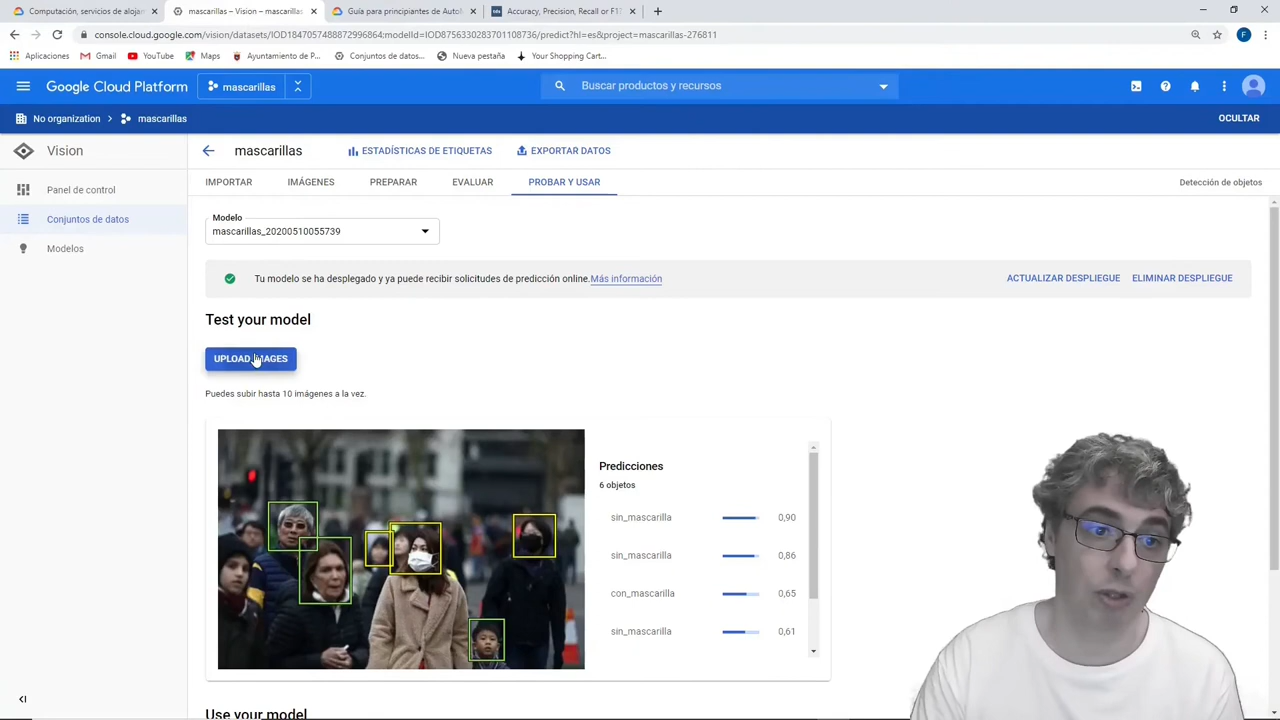 Computación, servicios de alojam
mascarillas – Vision – mascarillas
Guía para principiantes de AutoM
Accuracy, Precision, Recall or F1?
console.cloud.google.com/vision/datasets/IOD1847057488872996864;modelId=IOD8756330283701108736/predict?hl=es&project=mascarillas-276811
F
Aplicaciones
Gmail
YouTube
Maps
Ayuntamiento de P...
Conjuntos de datos...
Nueva pestaña
Your Shopping Cart...
Google Cloud Platform
mascarillas
Buscar productos y recursos
No organization
mascarillas
OCULTAR
Vision
mascarillas
ESTADÍSTICAS DE ETIQUETAS
EXPORTAR DATOS
Panel de control
Conjuntos de datos
Modelos
IMPORTAR
IMÁGENES
PREPARAR
EVALUAR
PROBAR Y USAR
Detección de objetos
Modelo
mascarillas_20200510055739
Tu modelo se ha desplegado y ya puede recibir solicitudes de predicción online. Más información
ACTUALIZAR DESPLIEGUE
ELIMINAR DESPLIEGUE
Test your model
UPLOAD IMAGES
Puedes subir hasta 10 imágenes a la vez.
Predicciones
6 objetos
sin_mascarilla 0,90
sin_mascarilla 0,86
con_mascarilla 0,65
sin_mascarilla 0,61
Use your model